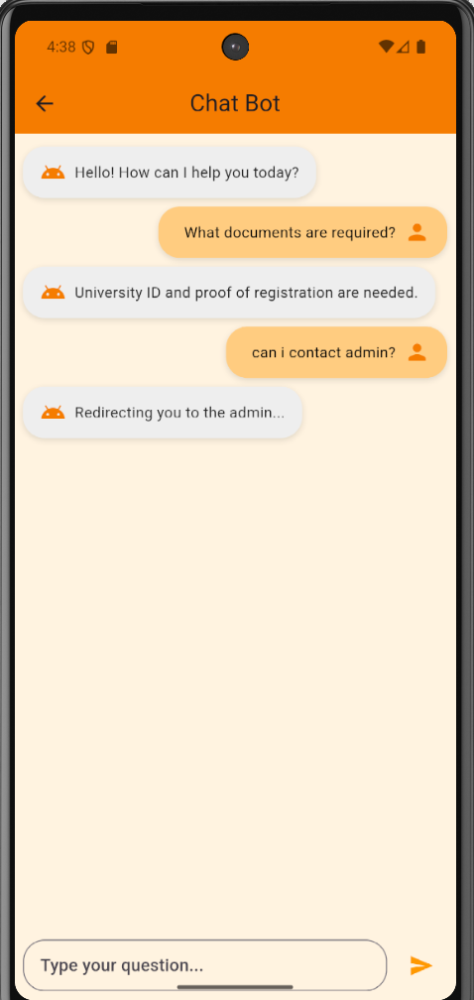 4:38
Chat Bot
Hello! How can I help you today?
What documents are required?
University ID and proof of registration are needed.
can i contact admin?
Redirecting you to the admin...
Type your question...